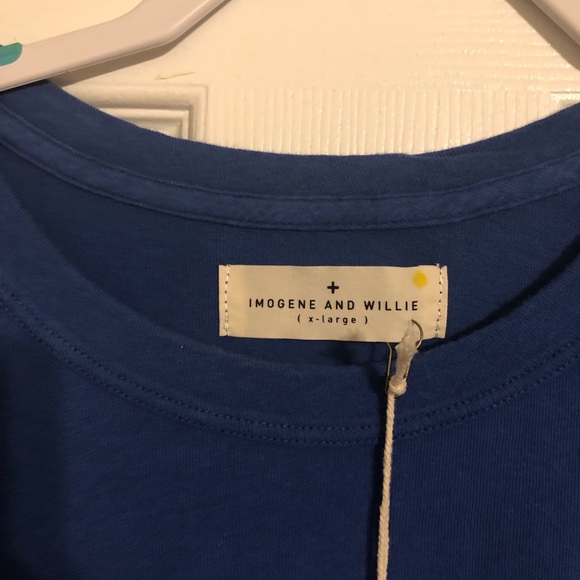 +
IMOGENE AND WILLIE
( x-large )